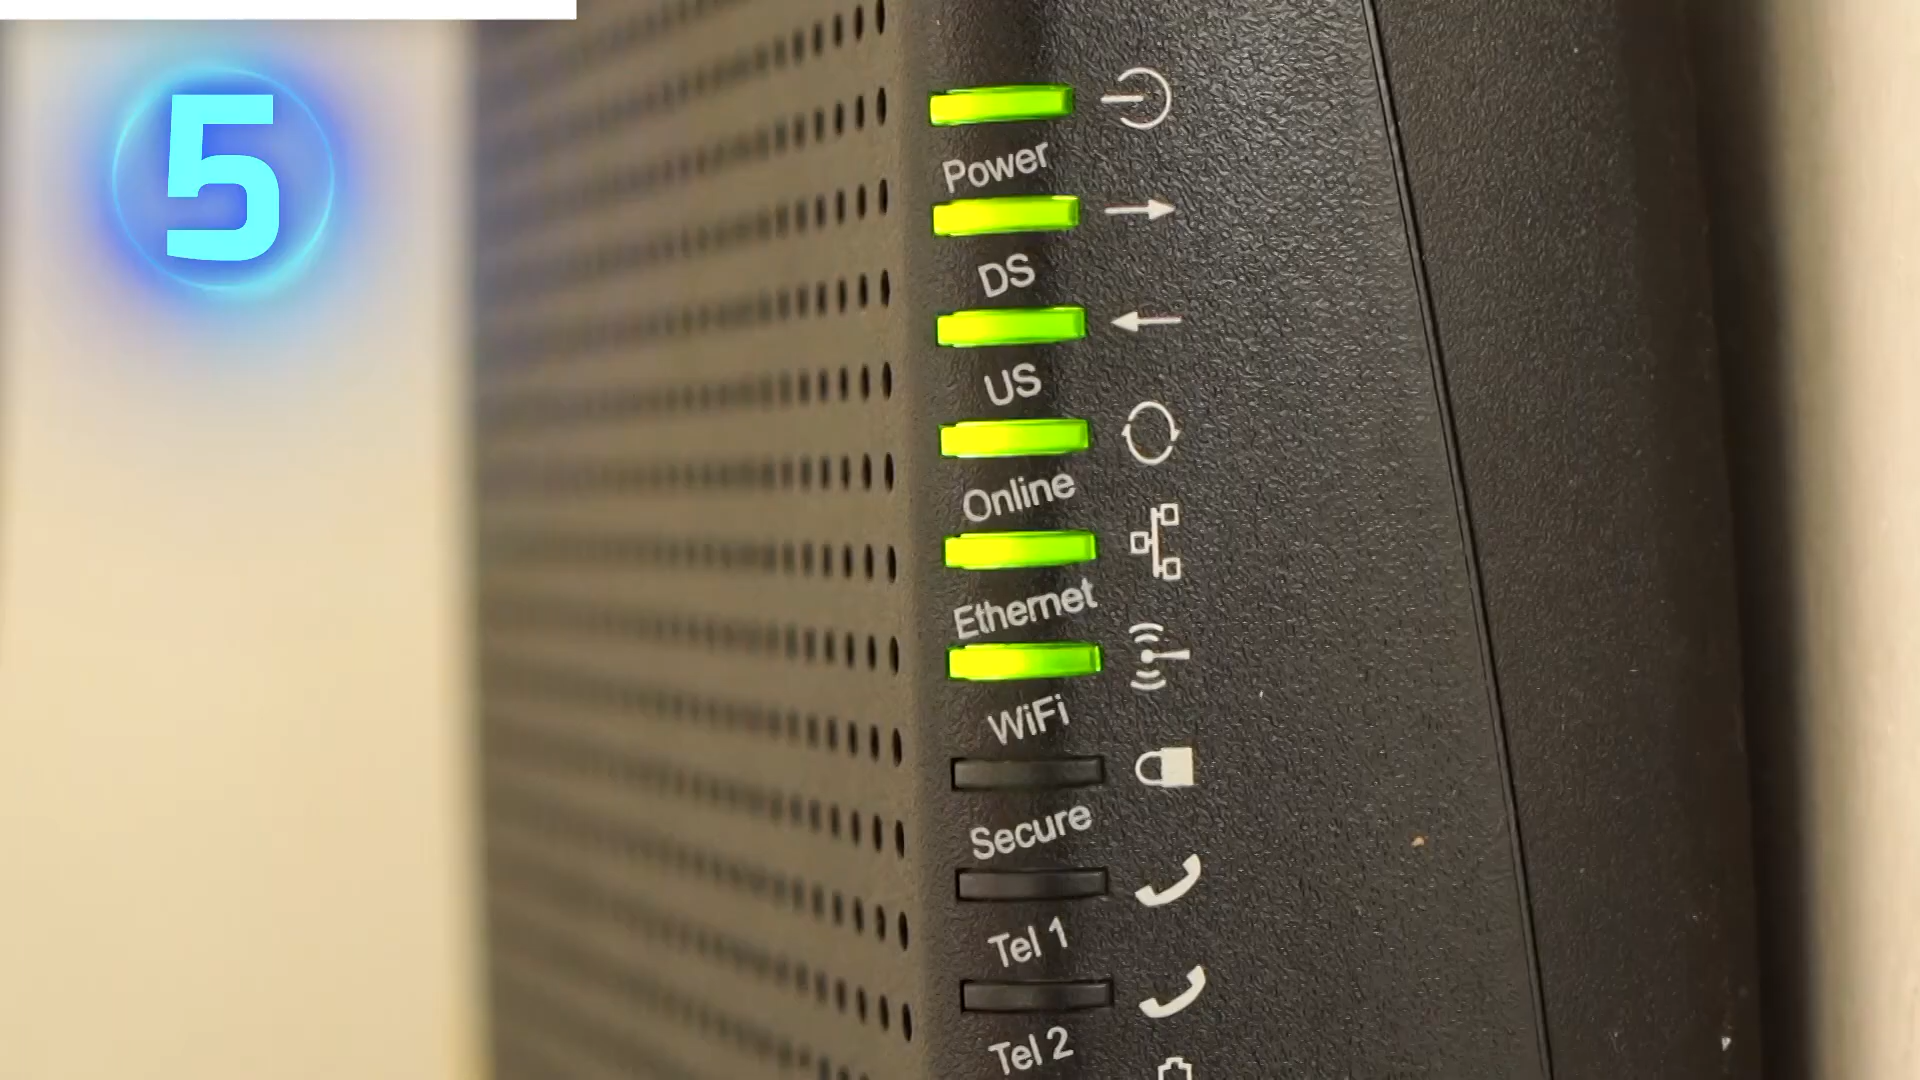 5
Power
DS
US
Online
Ethernet
WiFi
Secure
Tel 1
Tel 2